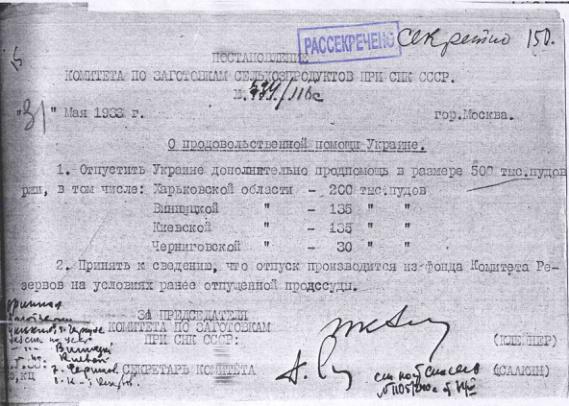 РАССЕКРЕЧЕНО Секретно 150.
ПОСТАНОВЛЕНИЕ
КОМИТЕТА ПО ЗАГОТОВКАМ СЕЛЬХОЗПРОДУКТОВ ПРИ СНК СССР.
"31" Мая 1933 г. гор.Москва.
О продовольственной помощи Украине.
1. Отпустить Украине дополнительно продпомощь в размере 500 тыс.пудов
ржи, в том числе: Харьковской области - 200 тыс.пудов
Винницкой " - 135 " "
Киевской " - 135 " "
Черниговской " - 30 " "
2. Принять к сведению, что отпуск производится из фонда Комитета Ре-
зервов на условиях ранее отпущенной продссуды.
ЗА ПРЕДСЕДАТЕЛЯ
КОМИТЕТА ПО ЗАГОТОВКАМ
ПРИ СНК СССР: (КЛЕЙНЕР)
СЕКРЕТАРЬ КОМИТЕТА